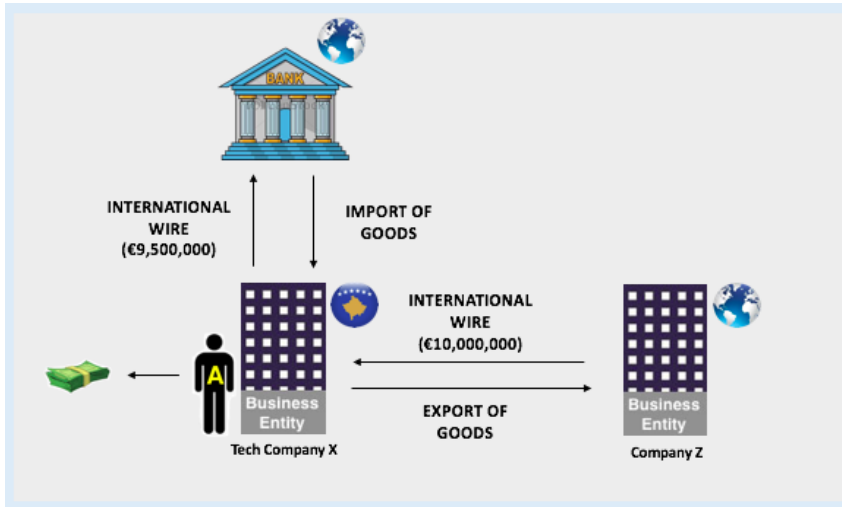 BANK
INTERNATIONAL
WIRE
(€9,500,000)
IMPORT OF
GOODS
INTERNATIONAL
WIRE
(€10,000,000)
A
Business
Entity
Tech Company X
EXPORT OF
GOODS
Business
Entity
Company Z